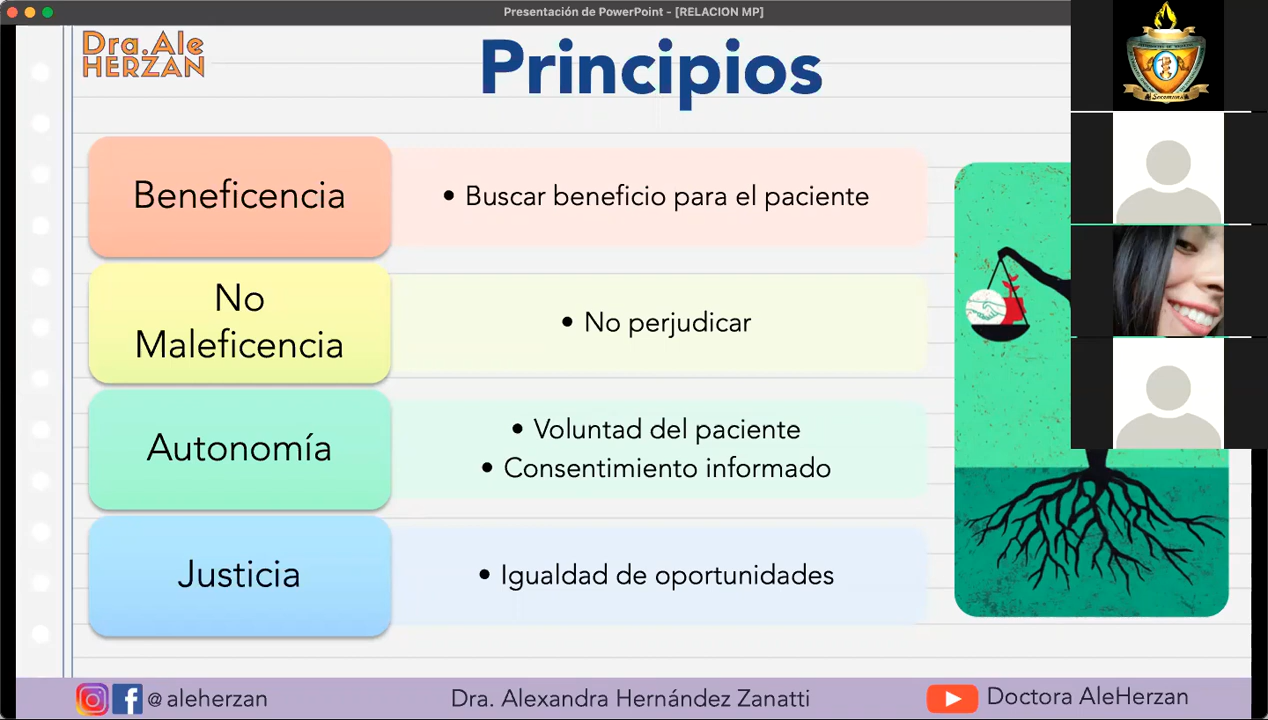 Presentación de PowerPoint - [RELACION MP]
Dra.Ale
HERZAN
Principios
Beneficencia
• Buscar beneficio para el paciente
No
Maleficencia
• No perjudicar
Autonomía
• Voluntad del paciente
• Consentimiento informado
Justicia
• Igualdad de oportunidades
@ aleherzan
Dra. Alexandra Hernández Zanatti
Doctora AleHerzan